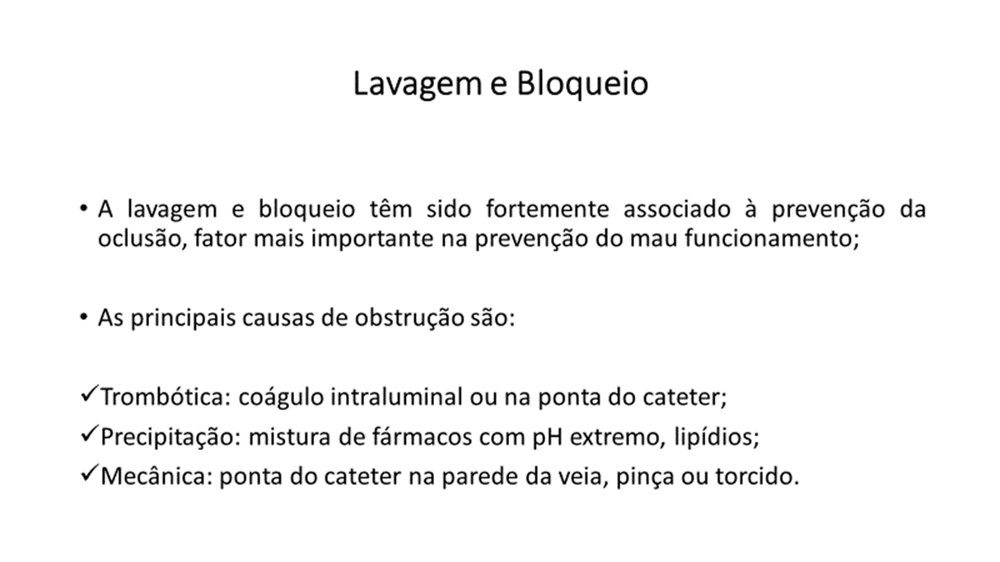 Lavagem e Bloqueio
• A lavagem e bloqueio têm sido fortemente associado à prevenção da
oclusão, fator mais importante na prevenção do mau funcionamento;
• As principais causas de obstrução são:
✓Trombótica: coágulo intraluminal ou na ponta do cateter;
✓Precipitação: mistura de fármacos com pH extremo, lipídios;
✓Mecânica: ponta do cateter na parede da veia, pinça ou torcido.